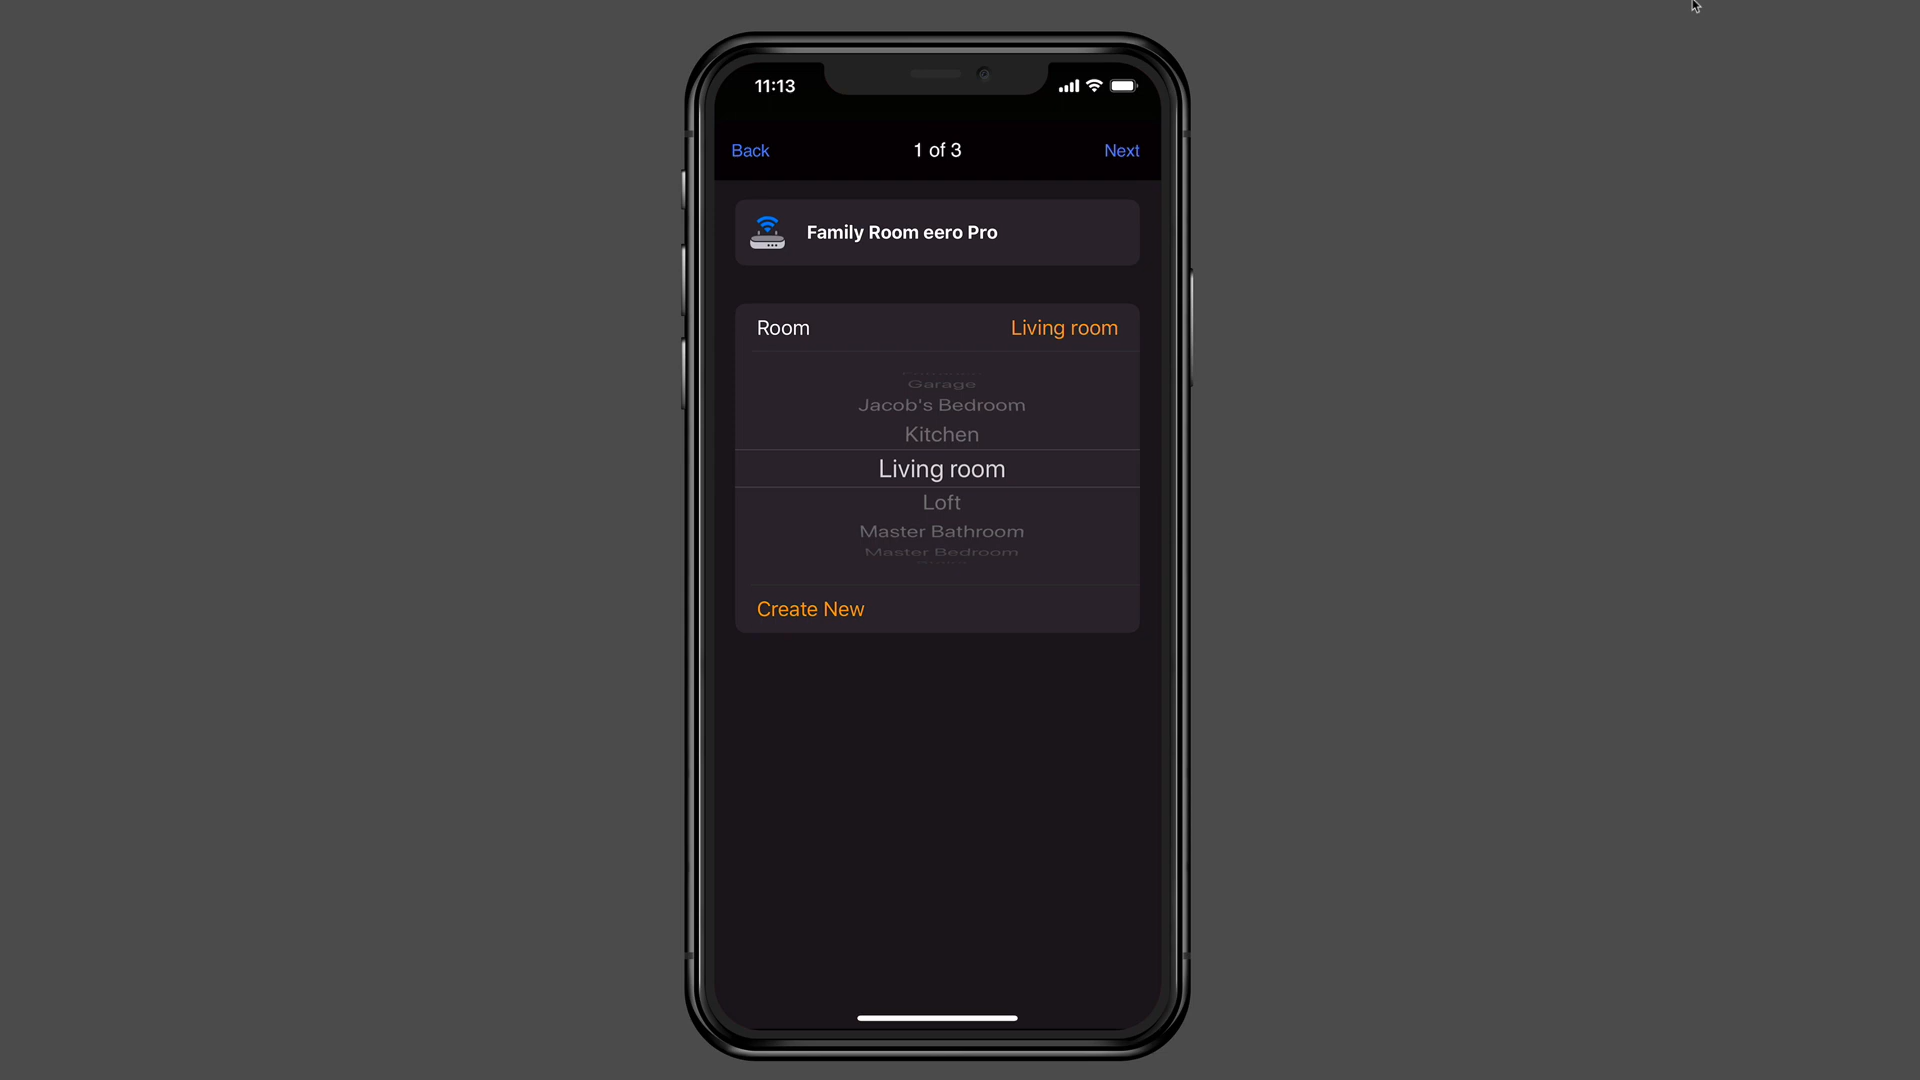 11:13
Back
1 of 3
Next
Family Room eero Pro
Room
Living room
Garage
Jacob's Bedroom
Kitchen
Living room
Loft
Master Bathroom
Master Bedroom
Create New